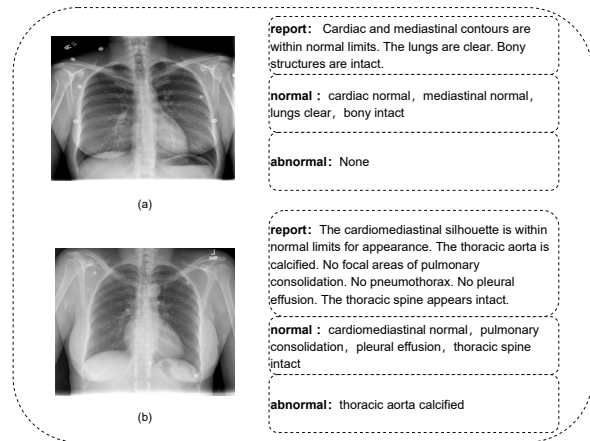 report： Cardiac and mediastinal contours are
within normal limits. The lungs are clear. Bony
structures are intact.
normal： cardiac normal，mediastinal normal，
lungs clear，bony intact
abnormal：None
(a)
report： The cardiomediastinal silhouette is within
normal limits for appearance. The thoracic aorta is
calcified. No focal areas of pulmonary
consolidation. No pneumothorax. No pleural
effusion. The thoracic spine appears intact.
normal： cardiomediastinal normal，pulmonary
consolidation，pleural effusion，thoracic spine
intact
abnormal：thoracic aorta calcified
(b)